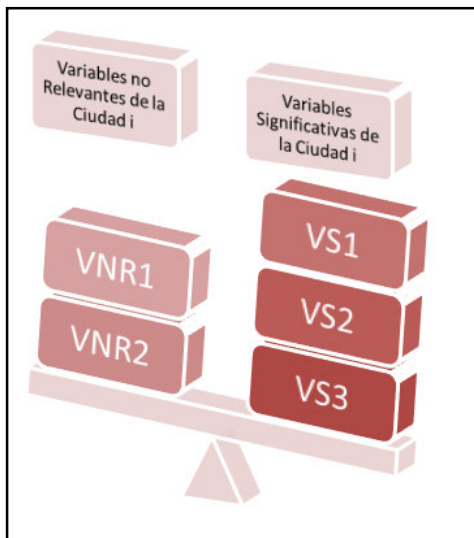 Variables no
Relevantes de la
Ciudad i
Variables
Significativas de
la Ciudad i
VNR1
VNR2
VS1
VS2
VS3